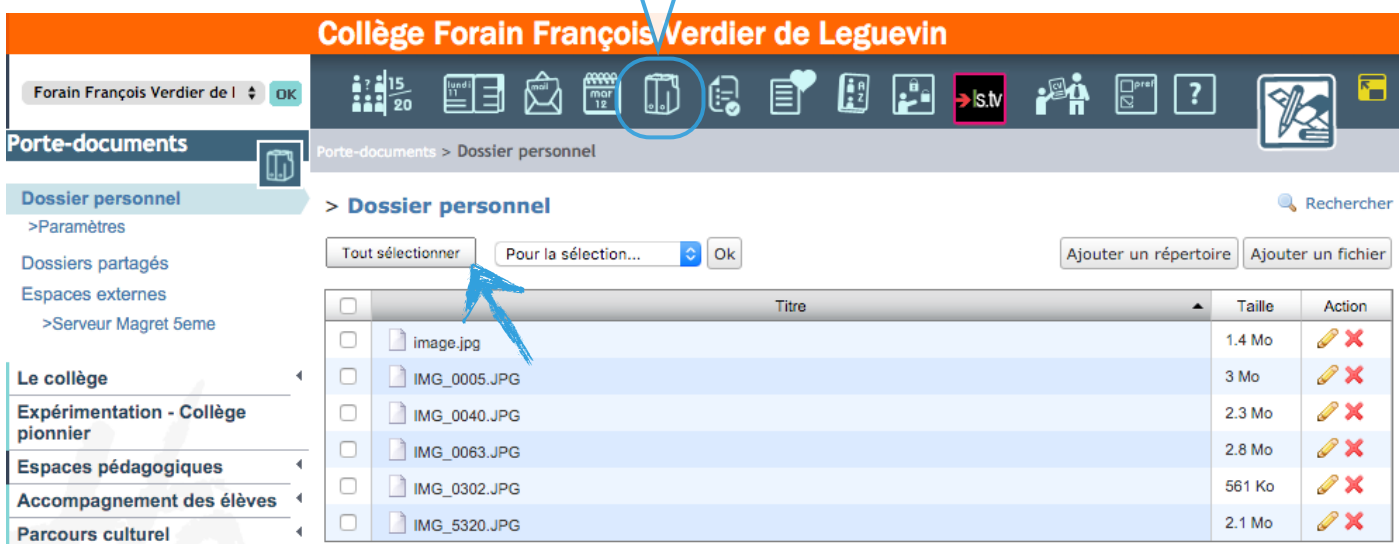 Collège Forain François Verdier de Leguevin
Forain François Verdier de l OK
? 15 20 lundi 11 mail mar 12 A Z ls.tv CV pref ?
Porte-documents
Porte-documents > Dossier personnel
Dossier personnel
>Paramètres
Dossiers partagés
Espaces externes
>Serveur Magret 5eme
Le collège
Expérimentation - Collège
pionnier
Espaces pédagogiques
Accompagnement des élèves
Parcours culturel
> Dossier personnel
Rechercher
Tout sélectionner Pour la sélection... Ok Ajouter un répertoire Ajouter un fichier
Titre Taille Action
image.jpg 1.4 Mo
IMG_0005.JPG 3 Mo
IMG_0040.JPG 2.3 Mo
IMG_0063.JPG 2.8 Mo
IMG_0302.JPG 561 Ko
IMG_5320.JPG 2.1 Mo